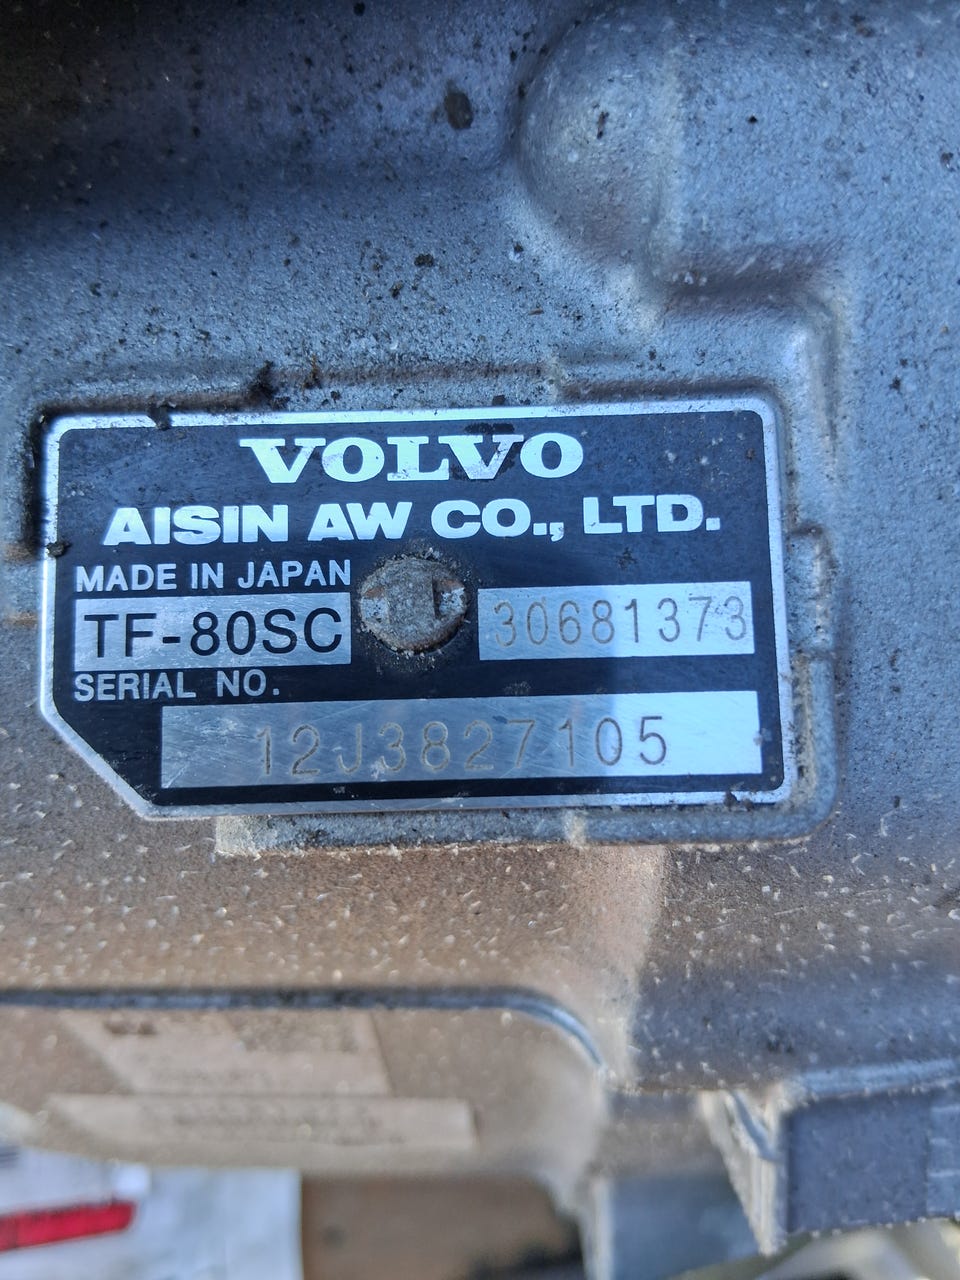 VOLVO
AISIN AW CO., LTD.
MADE IN JAPAN
TF-80SC 30681373
SERIAL NO.
12J3827105